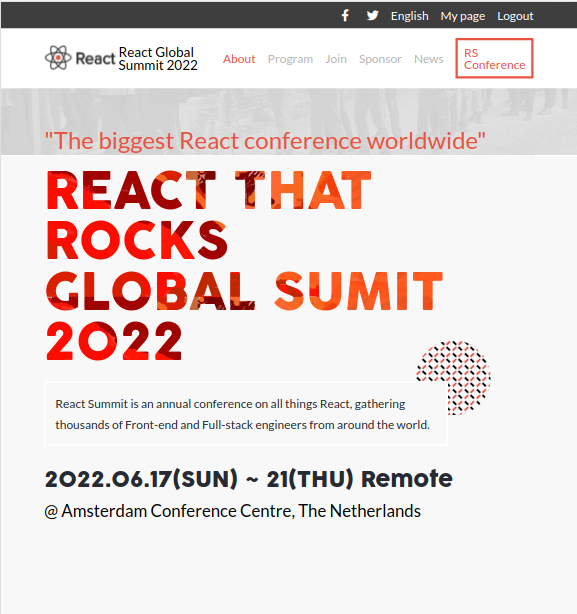 English My page Logout
React
React Global
Summit 2022
About Program Join Sponsor News
RS
Conference
"The biggest React conference worldwide"
REACT THAT
ROCKS
GLOBAL SUMIT
2022
React Summit is an annual conference on all things React, gathering
thousands of Front-end and Full-stack engineers from around the world.
2022.06.17(SUN) ~ 21(THU) Remote
@ Amsterdam Conference Centre, The Netherlands